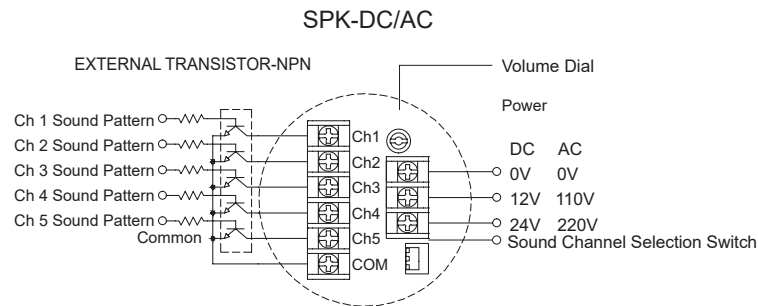 SPK-DC/AC
EXTERNAL TRANSISTOR-NPN
Volume Dial
Power
Ch 1 Sound Pattern
Ch 2 Sound Pattern
Ch 3 Sound Pattern
Ch 4 Sound Pattern
Ch 5 Sound Pattern
Common
Ch1
Ch2
Ch3
Ch4
Ch5
COM
DC AC
0V 0V
12V 110V
24V 220V
Sound Channel Selection Switch